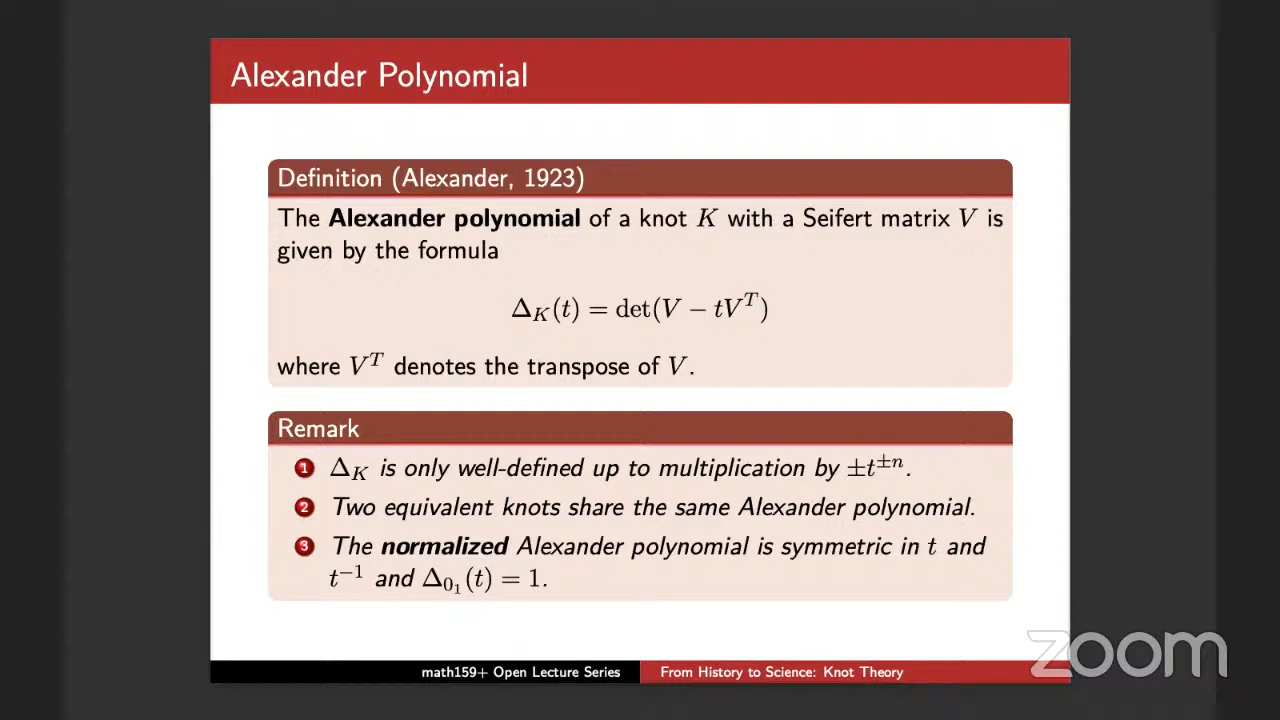 Alexander Polynomial
Definition (Alexander, 1923)
The Alexander polynomial of a knot K with a Seifert matrix V is
given by the formula
Δ_K(t) = det(V − tV^T)
where V^T denotes the transpose of V.
Remark
1 Δ_K is only well-defined up to multiplication by ±t^{±n}.
2 Two equivalent knots share the same Alexander polynomial.
3 The normalized Alexander polynomial is symmetric in t and
t^{−1} and Δ_{0_1}(t) = 1.
math159+ Open Lecture Series
From History to Science: Knot Theory
zoom